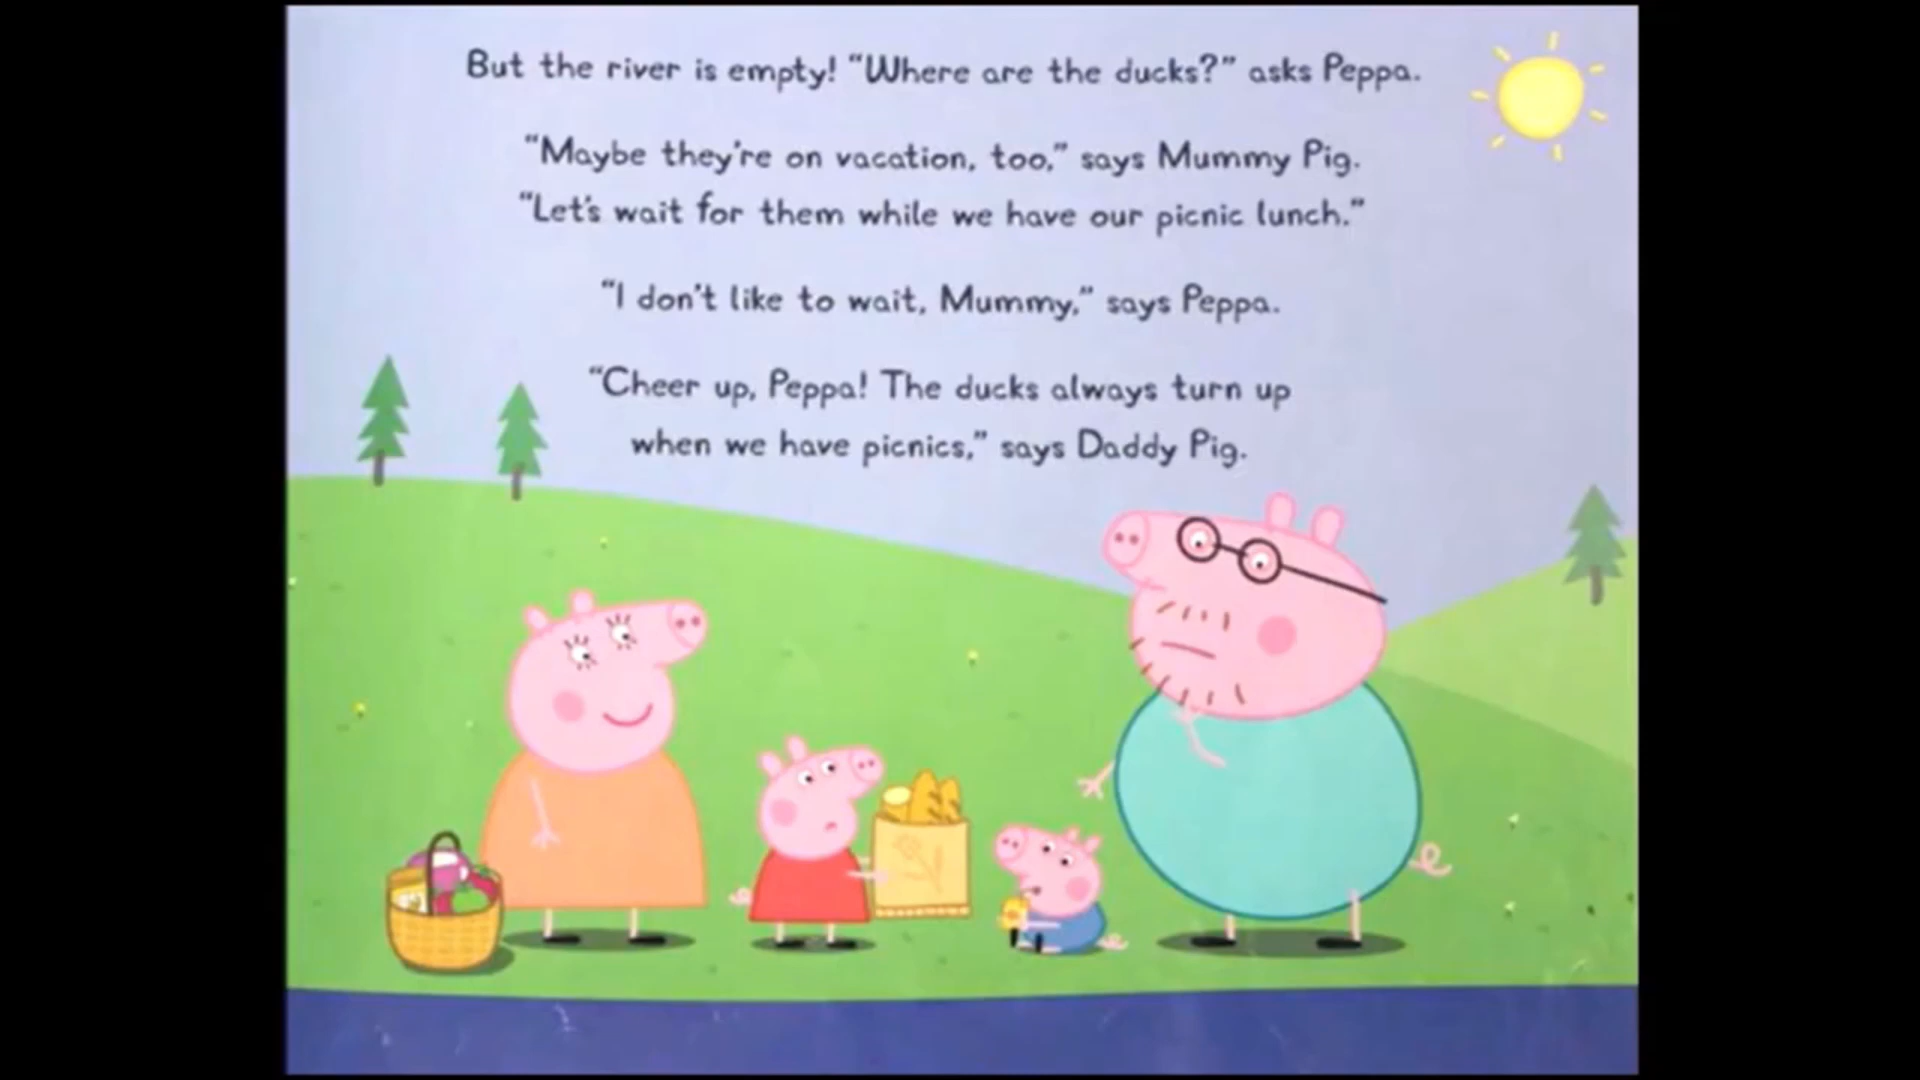 But the river is empty! “Where are the ducks?” asks Peppa.
“Maybe they're on vacation, too,” says Mummy Pig.
“Let's wait for them while we have our picnic lunch.”
“I don't like to wait, Mummy,” says Peppa.
“Cheer up, Peppa! The ducks always turn up
when we have picnics,” says Daddy Pig.